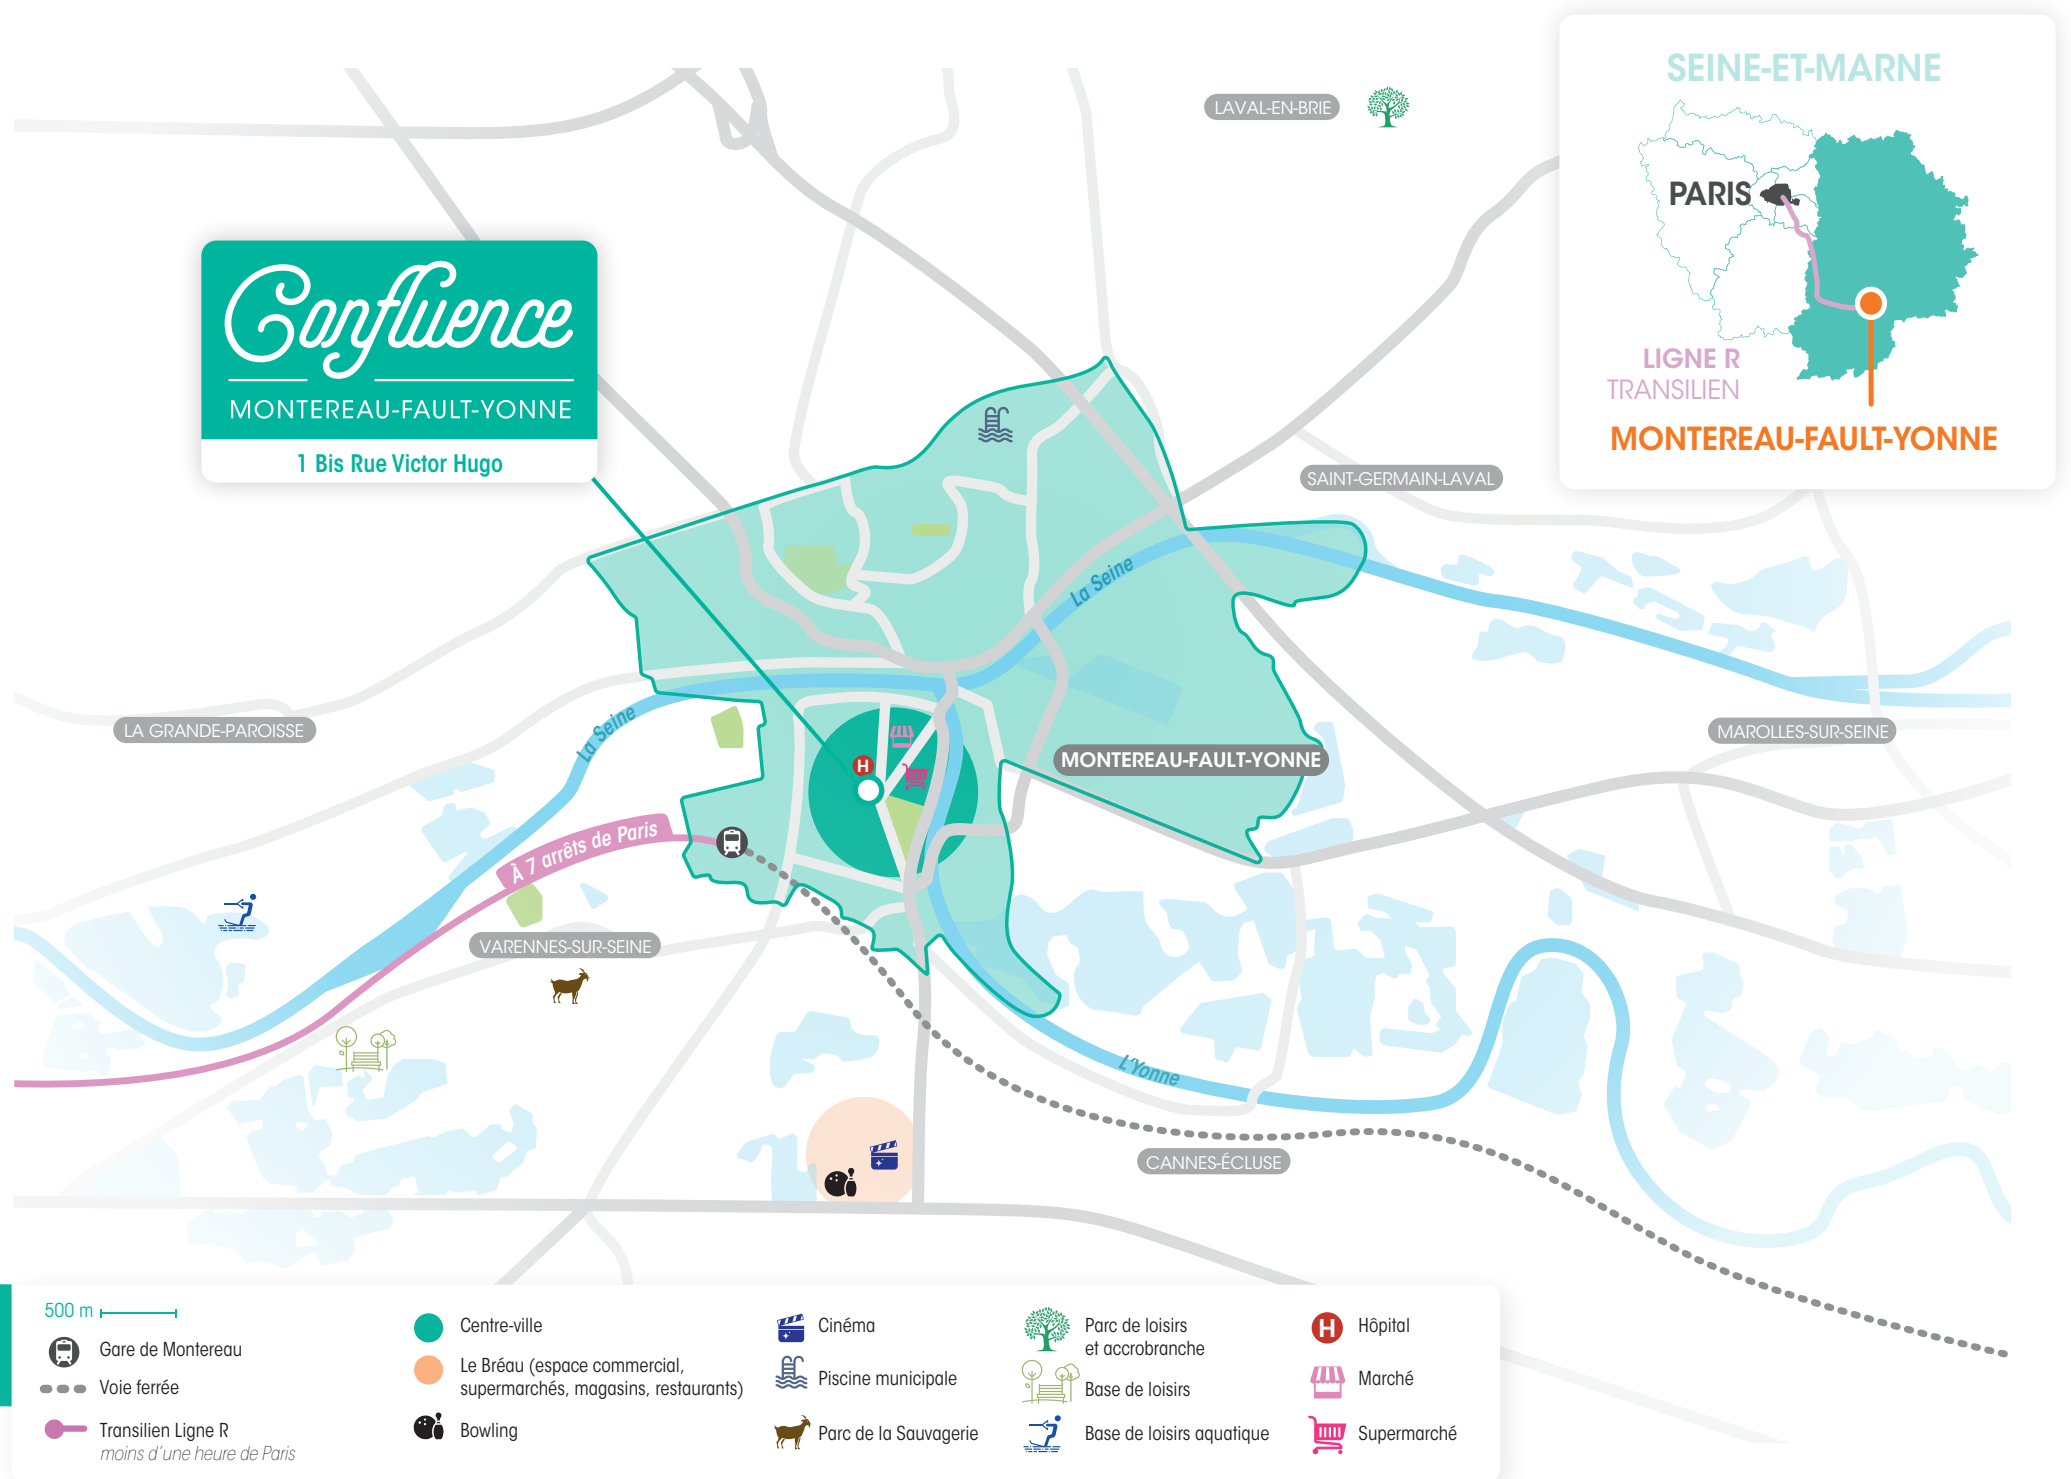 SEINE-ET-MARNE
PARIS
LIGNE R
TRANSILIEN
MONTEREAU-FAULT-YONNE
LAVAL-EN-BRIE
Confluence
MONTEREAU-FAULT-YONNE
1 Bis Rue Victor Hugo
SAINT-GERMAIN-LAVAL
La Seine
La Seine
LA GRANDE-PAROISSE
MAROLLES-SUR-SEINE
MONTEREAU-FAULT-YONNE
H
À 7 arrêts de Paris
VARENNES-SUR-SEINE
L'Yonne
CANNES-ÉCLUSE
500 m
Gare de Montereau
Voie ferrée
Transilien Ligne R
moins d'une heure de Paris
Centre-ville
Le Bréau (espace commercial,
supermarchés, magasins, restaurants)
Bowling
Cinéma
Piscine municipale
Parc de la Sauvagerie
Parc de loisirs
et accrobranche
Base de loisirs
Base de loisirs aquatique
H Hôpital
Marché
Supermarché